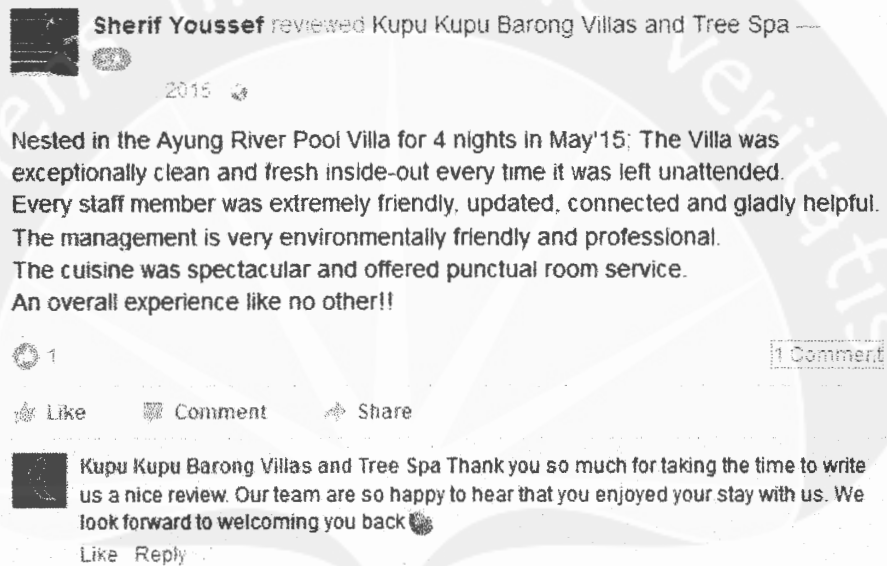 Sherif Youssef reviewed Kupu Kupu Barong Villas and Tree Spa —
2015
Nested in the Ayung River Pool Villa for 4 nights in May'15; The Villa was
exceptionally clean and fresh inside-out every time it was left unattended.
Every staff member was extremely friendly, updated, connected and gladly helpful.
The management is very environmentally friendly and professional.
The cuisine was spectacular and offered punctual room service.
An overall experience like no other!!
1
1 Comment
Like Comment Share
Kupu Kupu Barong Villas and Tree Spa Thank you so much for taking the time to write
us a nice review. Our team are so happy to hear that you enjoyed your stay with us. We
look forward to welcoming you back
Like Reply